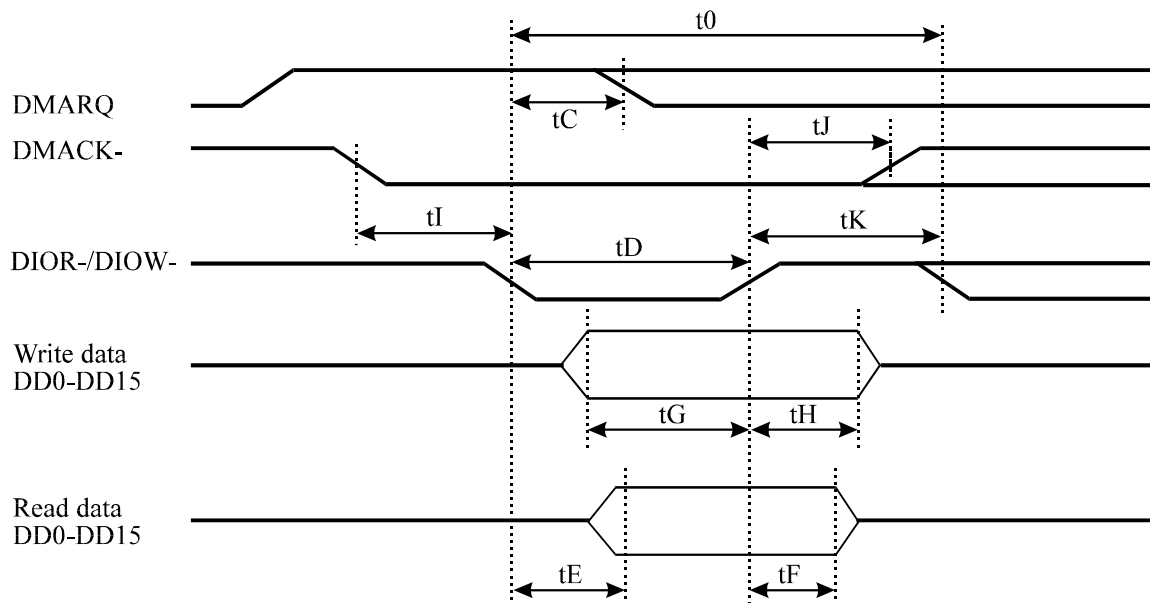 t0
DMARQ
tC
DMACK-
tJ
tI
tK
DIOR-/DIOW-
tD
Write data
DD0-DD15
tG
tH
Read data
DD0-DD15
tE
tF